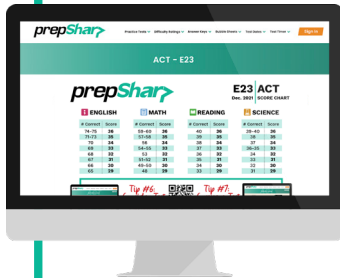 prepSharp
Practice Tests Difficulty Ratings Answer Keys Bubble Sheets Test Dates Test Timer Sign In
ACT - E23
prepSharp
E23 ACT
Dec. 2021 SCORE CHART
ENGLISH MATH READING SCIENCE
# Correct Score # Correct Score # Correct Score # Correct Score
74-75 36 59-60 36 40 36 39-40 36
71-73 35 57-58 35 39 35 38 35
70 34 56 34 38 34 37 34
69 33 54-55 33 37 33 35-36 33
68 32 53 32 36 32 34 32
67 31 51-52 31 35 32 33 31
66 30 49-50 30 34 32 32 30
65 29 48 29 33 31 31 29
Tip #6: Tip #7: